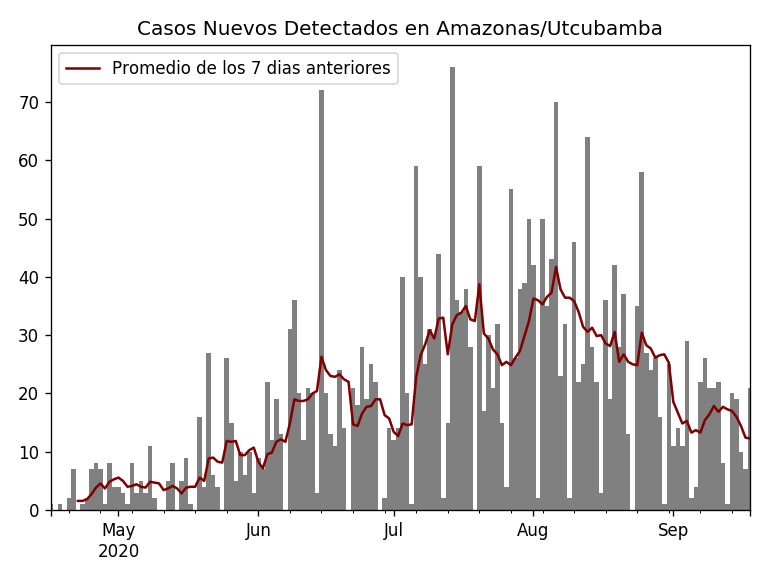 Casos Nuevos Detectados en Amazonas/Utcubamba
Promedio de los 7 dias anteriores
70
60
50
40
30
20
10
0
May
2020
Jun
Jul
Aug
Sep